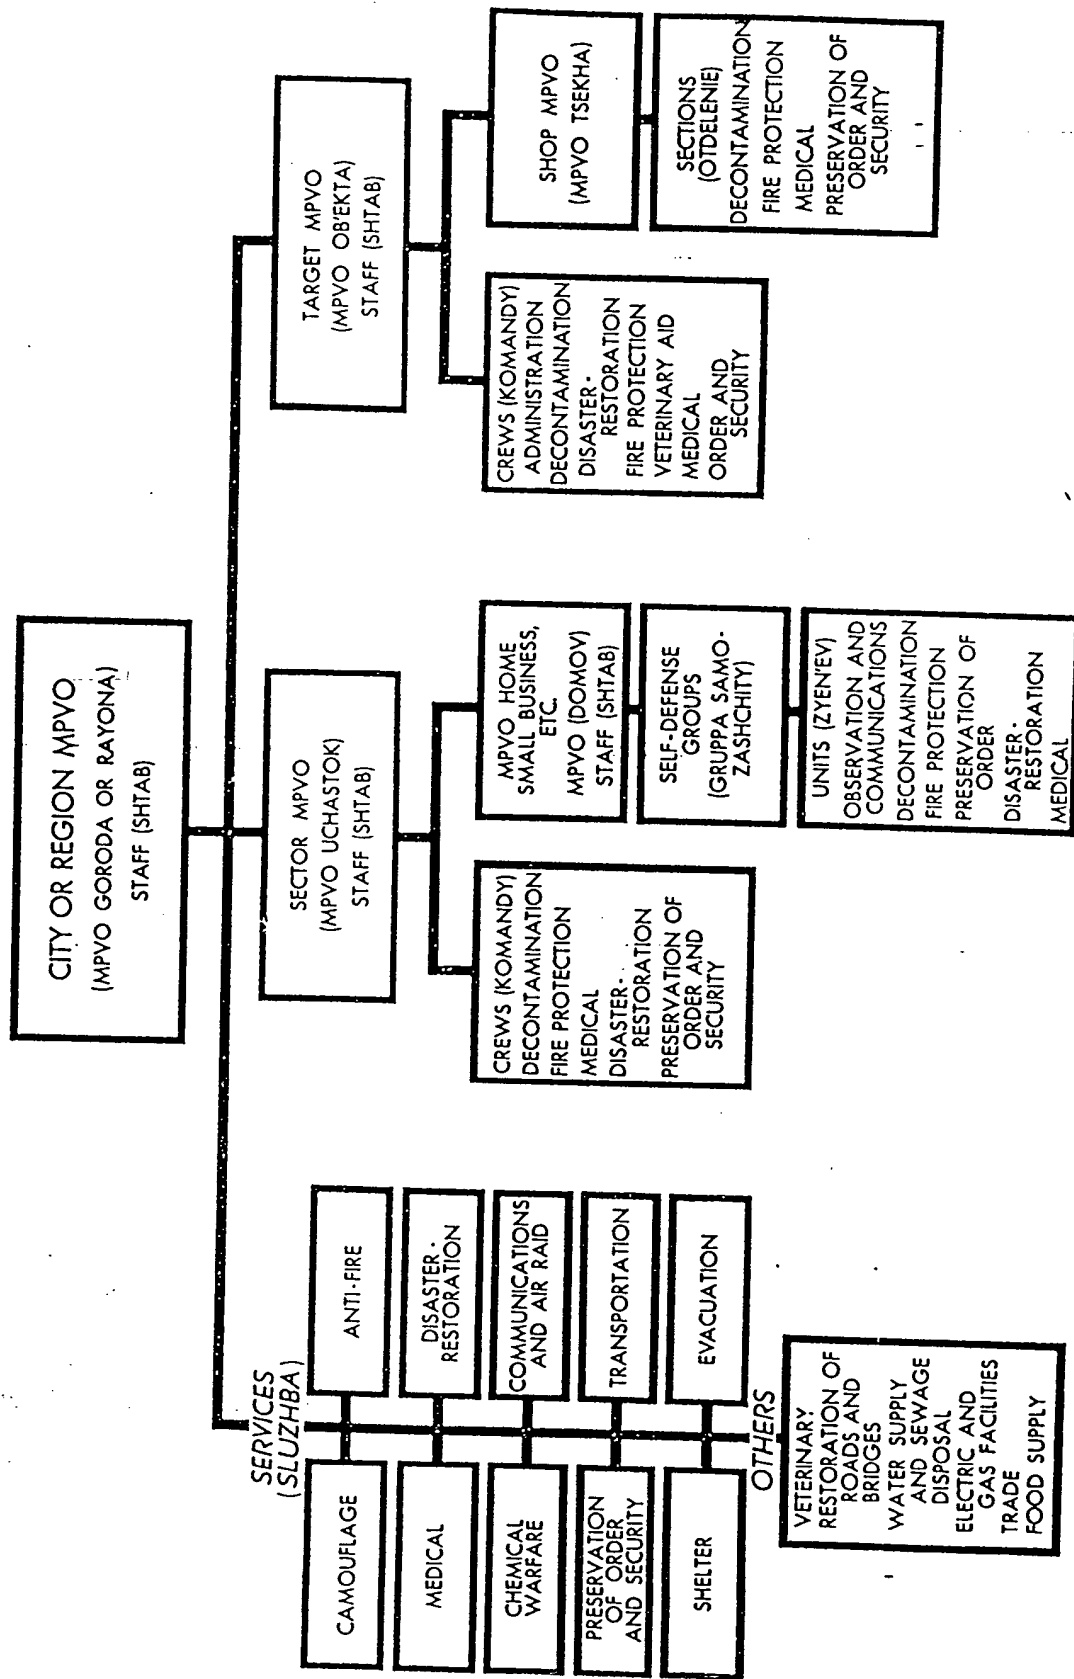 CITY OR REGION MPVO
(MPVO GORODA OR RAYONA)
STAFF (SHTAB)
SERVICES
(SLUZHBA)
CAMOUFLAGE
ANTI-FIRE
MEDICAL
DISASTER-
RESTORATION
CHEMICAL
WARFARE
COMMUNICATIONS
AND AIR RAID
PRESERVATION
OF ORDER
AND SECURITY
TRANSPORTATION
SHELTER
EVACUATION
OTHERS
VETERINARY
RESTORATION OF
ROADS AND
BRIDGES
WATER SUPPLY
AND SEWAGE
DISPOSAL
ELECTRIC AND
GAS FACILITIES
TRADE
FOOD SUPPLY
SECTOR MPVO
(MPVO UCHASTOK)
STAFF (SHTAB)
CREWS (KOMANDY)
DECONTAMINATION
FIRE PROTECTION
MEDICAL
DISASTER-
RESTORATION
PRESERVATION OF
ORDER AND
SECURITY
MPVO HOME
SMALL BUSINESS,
ETC.
MPVO (DOMOV)
STAFF (SHTAB)
SELF-DEFENSE
GROUPS
(GRUPPA SAMO-
ZASHCHITY)
UNITS (ZYEN'EV)
OBSERVATION AND
COMMUNICATIONS
DECONTAMINATION
FIRE PROTECTION
PRESERVATION OF
ORDER
DISASTER-
RESTORATION
MEDICAL
TARGET MPVO
(MPVO OB'EKTA)
STAFF (SHTAB)
CREWS (KOMANDY)
ADMINISTRATION
DECONTAMINATION
DISASTER-
RESTORATION
FIRE PROTECTION
VETERINARY AID
MEDICAL
ORDER AND
SECURITY
SHOP MPVO
(MPVO TSEKHA)
SECTIONS
(OTDELENIE)
DECONTAMINATION
FIRE PROTECTION
MEDICAL
PRESERVATION OF
ORDER AND
SECURITY